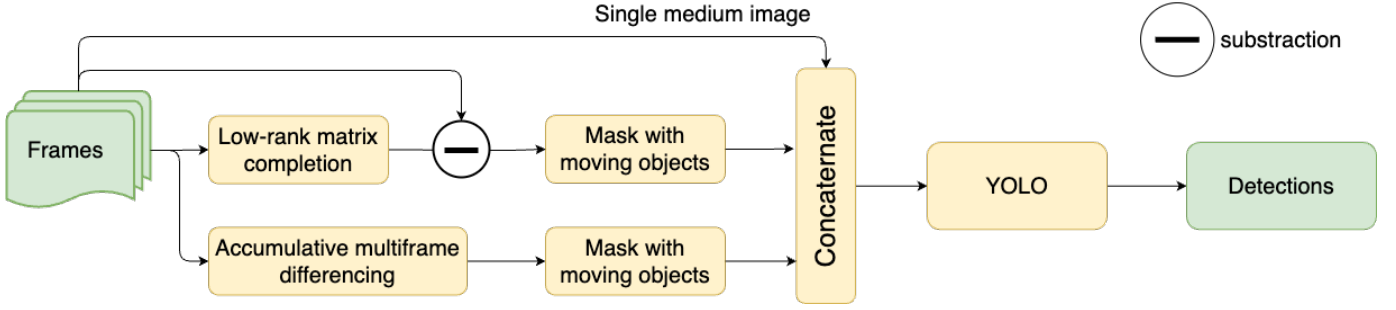 Single medium image
substraction
Frames
Low-rank matrix
completion
Mask with
moving objects
Accumulative multiframe
differencing
Mask with
moving objects
Concaternate
YOLO
Detections